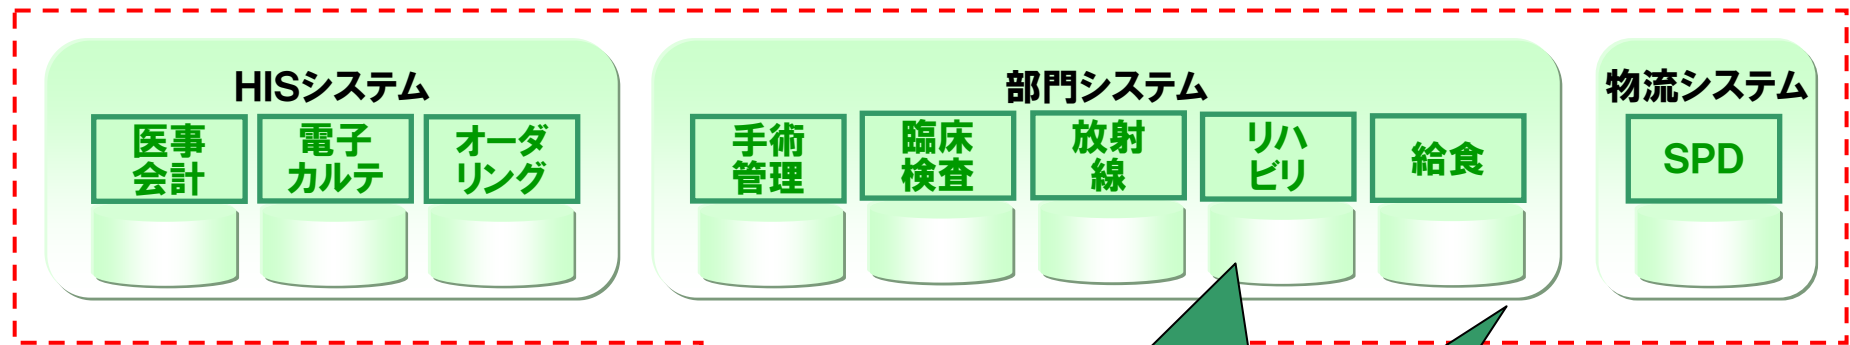 HISシステム
医事
会計
電子
カルテ
オーダ
リング
部門システム
手術
管理
臨床
検査
放射
線
リハ
ビリ
給食
物流システム
SPD